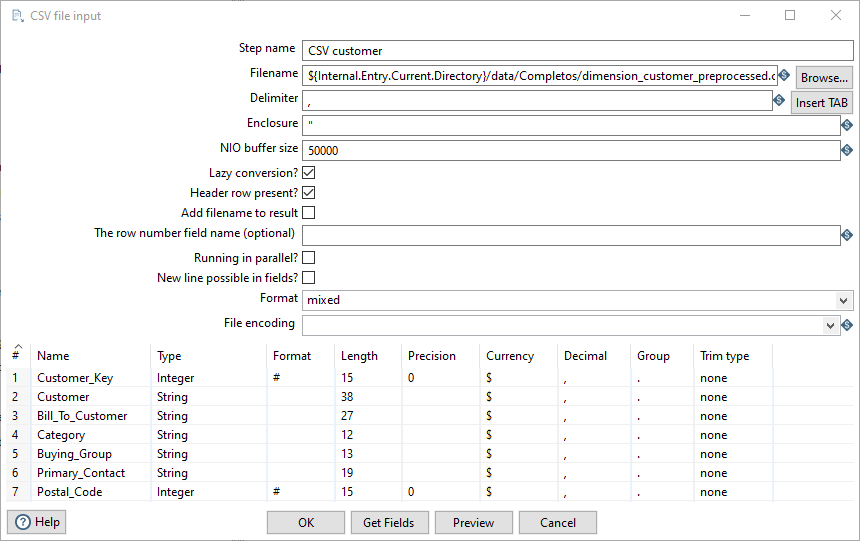 CSV file input
Step name CSV customer
Filename ${Internal.Entry.Current.Directory}/data/Completos/dimension_customer_preprocessed.c Browse...
Delimiter , Insert TAB
Enclosure "
NIO buffer size 50000
Lazy conversion?
Header row present?
Add filename to result
The row number field name (optional)
Running in parallel?
New line possible in fields?
Format mixed
File encoding
# Name Type Format Length Precision Currency Decimal Group Trim type
1 Customer_Key Integer # 15 0 $ , . none
2 Customer String 38 $ , . none
3 Bill_To_Customer String 27 $ , . none
4 Category String 12 $ , . none
5 Buying_Group String 13 $ , . none
6 Primary_Contact String 19 $ , . none
7 Postal_Code Integer # 15 0 $ , . none
? Help OK Get Fields Preview Cancel